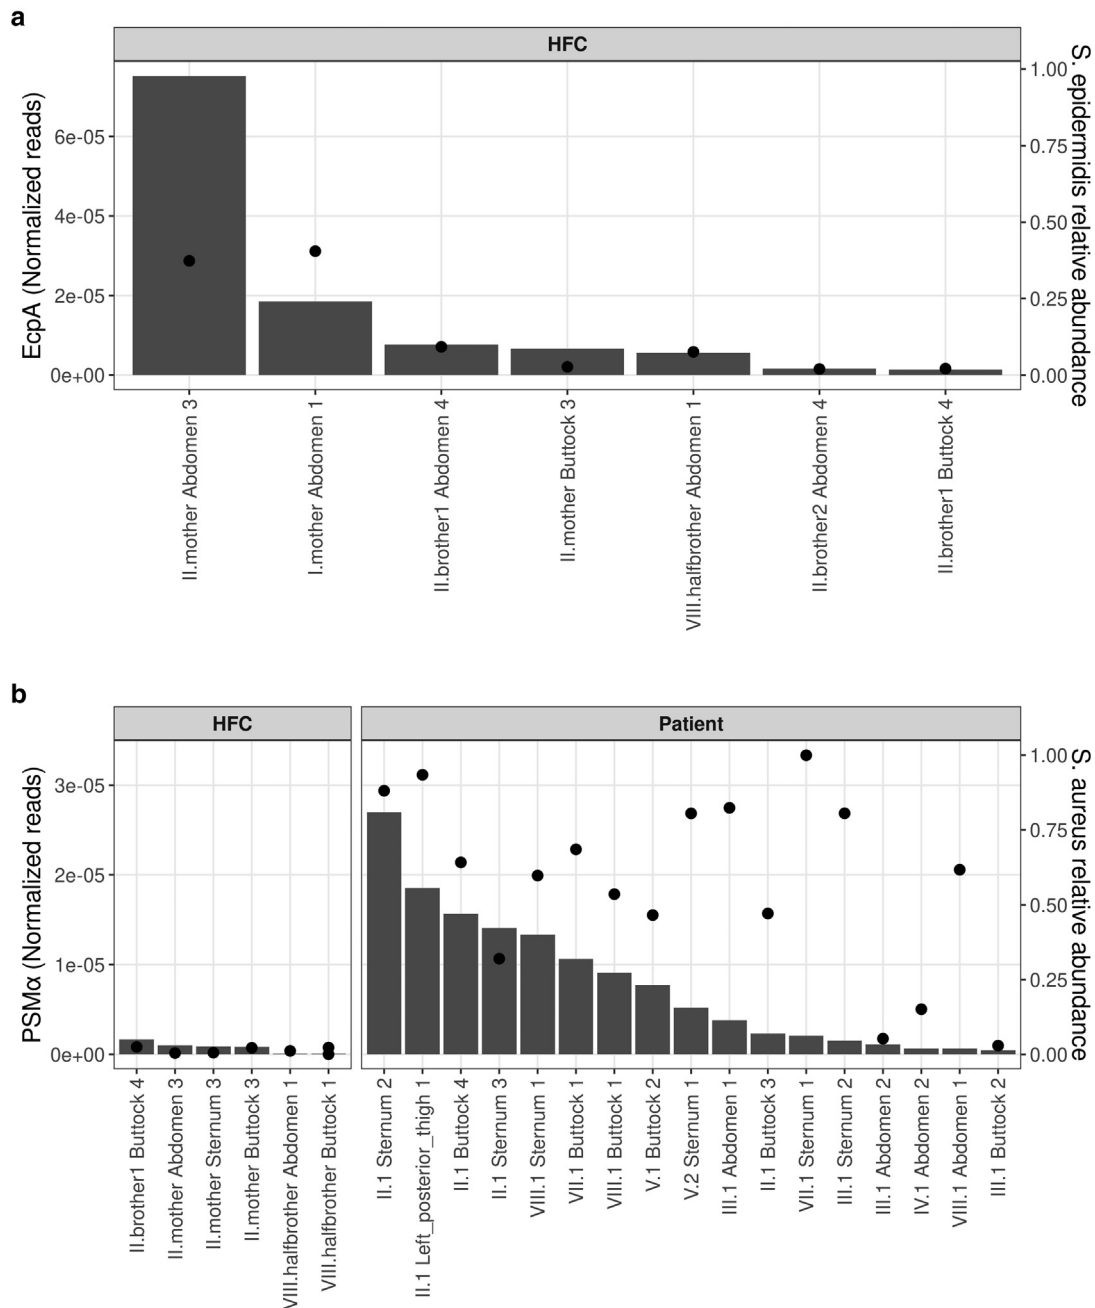 a
HFC
EcpA (Normalized reads)
6e-05
4e-05
2e-05
0e+00
1.00
0.75
0.50
0.25
0.00
S. epidermidis relative abundance
II.mother Abdomen 3
I.mother Abdomen 1
II.brother1 Abdomen 4
II.mother Buttock 3
VIII.halfbrother Abdomen 1
II.brother2 Abdomen 4
II.brother1 Buttock 4
b
HFC
Patient
PSMα (Normalized reads)
3e-05
2e-05
1e-05
0e+00
1.00
0.75
0.50
0.25
0.00
S. aureus relative abundance
II.brother1 Buttock 4
II.mother Abdomen 3
II.mother Sternum 3
II.mother Buttock 3
VIII.halfbrother Abdomen 1
VIII.halfbrother Buttock 1
II.1 Sternum 2
II.1 Left_posterior_thigh 1
II.1 Buttock 4
II.1 Sternum 3
VIII.1 Sternum 1
VII.1 Buttock 1
VIII.1 Buttock 1
V.1 Buttock 2
V.2 Sternum 1
III.1 Abdomen 1
II.1 Buttock 3
VII.1 Sternum 1
III.1 Sternum 2
III.1 Abdomen 2
IV.1 Abdomen 2
VIII.1 Abdomen 1
III.1 Buttock 2